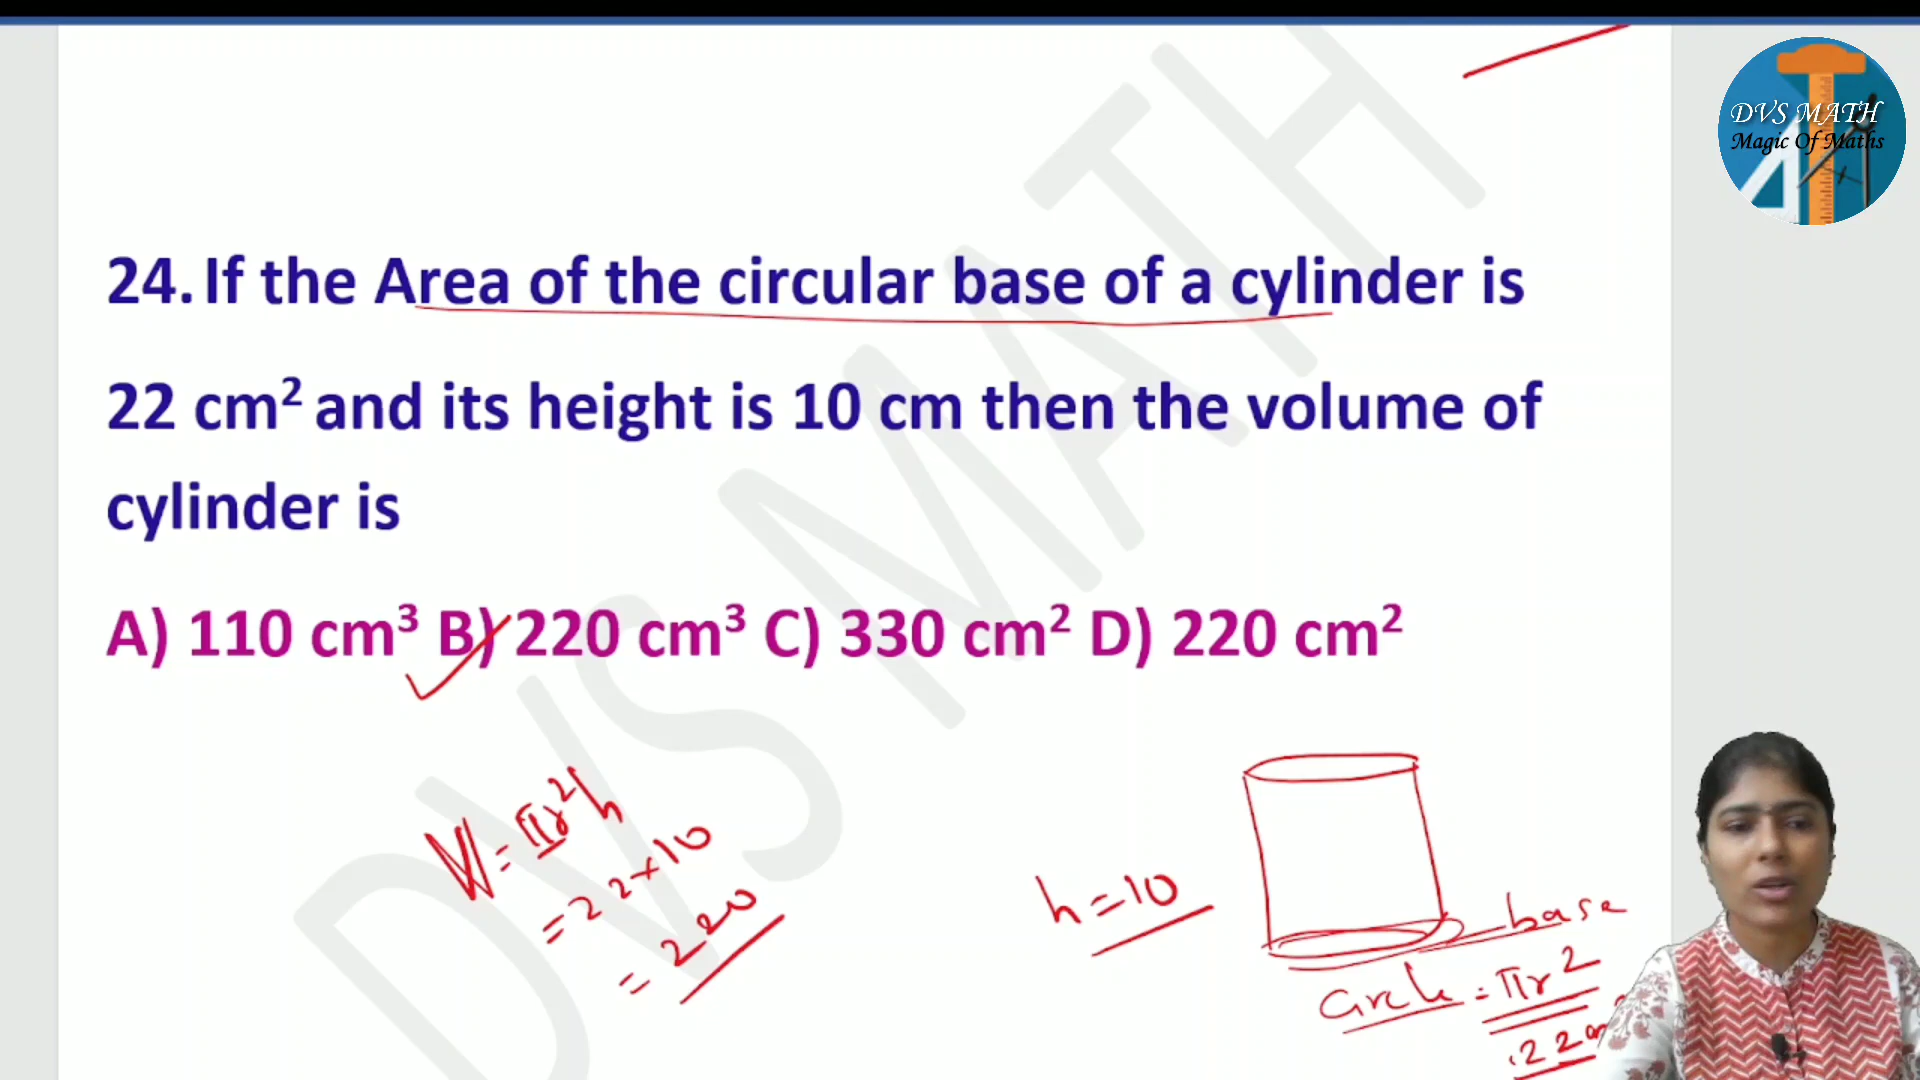 DVS MATH
Magic Of Maths
24. If the Area of the circular base of a cylinder is
22 cm² and its height is 10 cm then the volume of
cylinder is
A) 110 cm³ B) 220 cm³ C) 330 cm² D) 220 cm²
V = πr²h
= 22×10
= 220
h=10
base
circle = πr²
DVS MATH